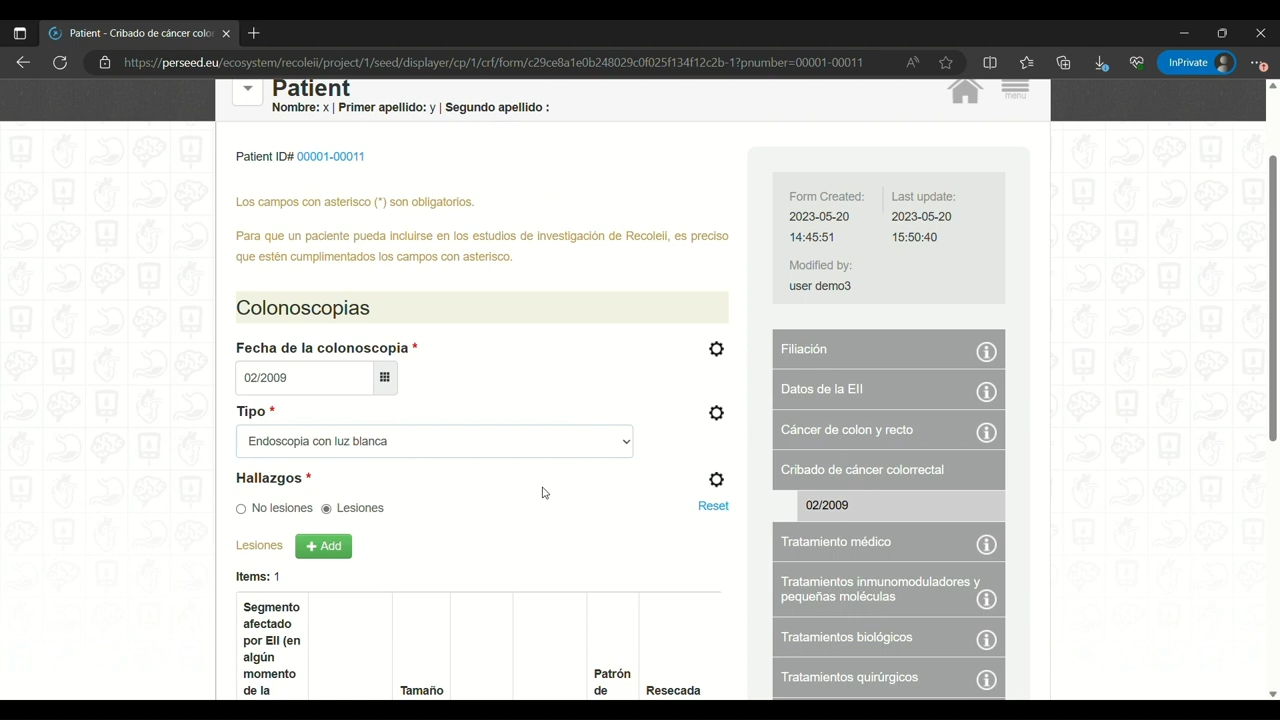 Patient - Cribado de cáncer color
https://perseed.eu/ecosystem/recoleii/project/1/seed/displayer/cp/1/crf/form/c29ce8a1e0b248029c0f025f134f12c2b-1?pnumber=00001-00011
InPrivate
Patient
Nombre: x | Primer apellido: y | Segundo apellido :
menu
Patient ID# 00001-00011
Los campos con asterisco (*) son obligatorios.
Para que un paciente pueda incluirse en los estudios de investigación de RecoleII, es preciso
que estén cumplimentados los campos con asterisco.
Colonoscopias
Fecha de la colonoscopia *
02/2009
Tipo *
Endoscopia con luz blanca
Hallazgos *
No lesiones
Lesiones
Reset
Lesiones
+ Add
Items: 1
Segmento
afectado
por EII (en
algún
momento
de la
Tamaño
Patrón
de
Resecada
Form Created:
2023-05-20
14:45:51
Last update:
2023-05-20
15:50:40
Modified by:
user demo3
Filiación
Datos de la EII
Cáncer de colon y recto
Cribado de cáncer colorrectal
02/2009
Tratamiento médico
Tratamientos inmunomoduladores y
pequeñas moléculas
Tratamientos biológicos
Tratamientos quirúrgicos